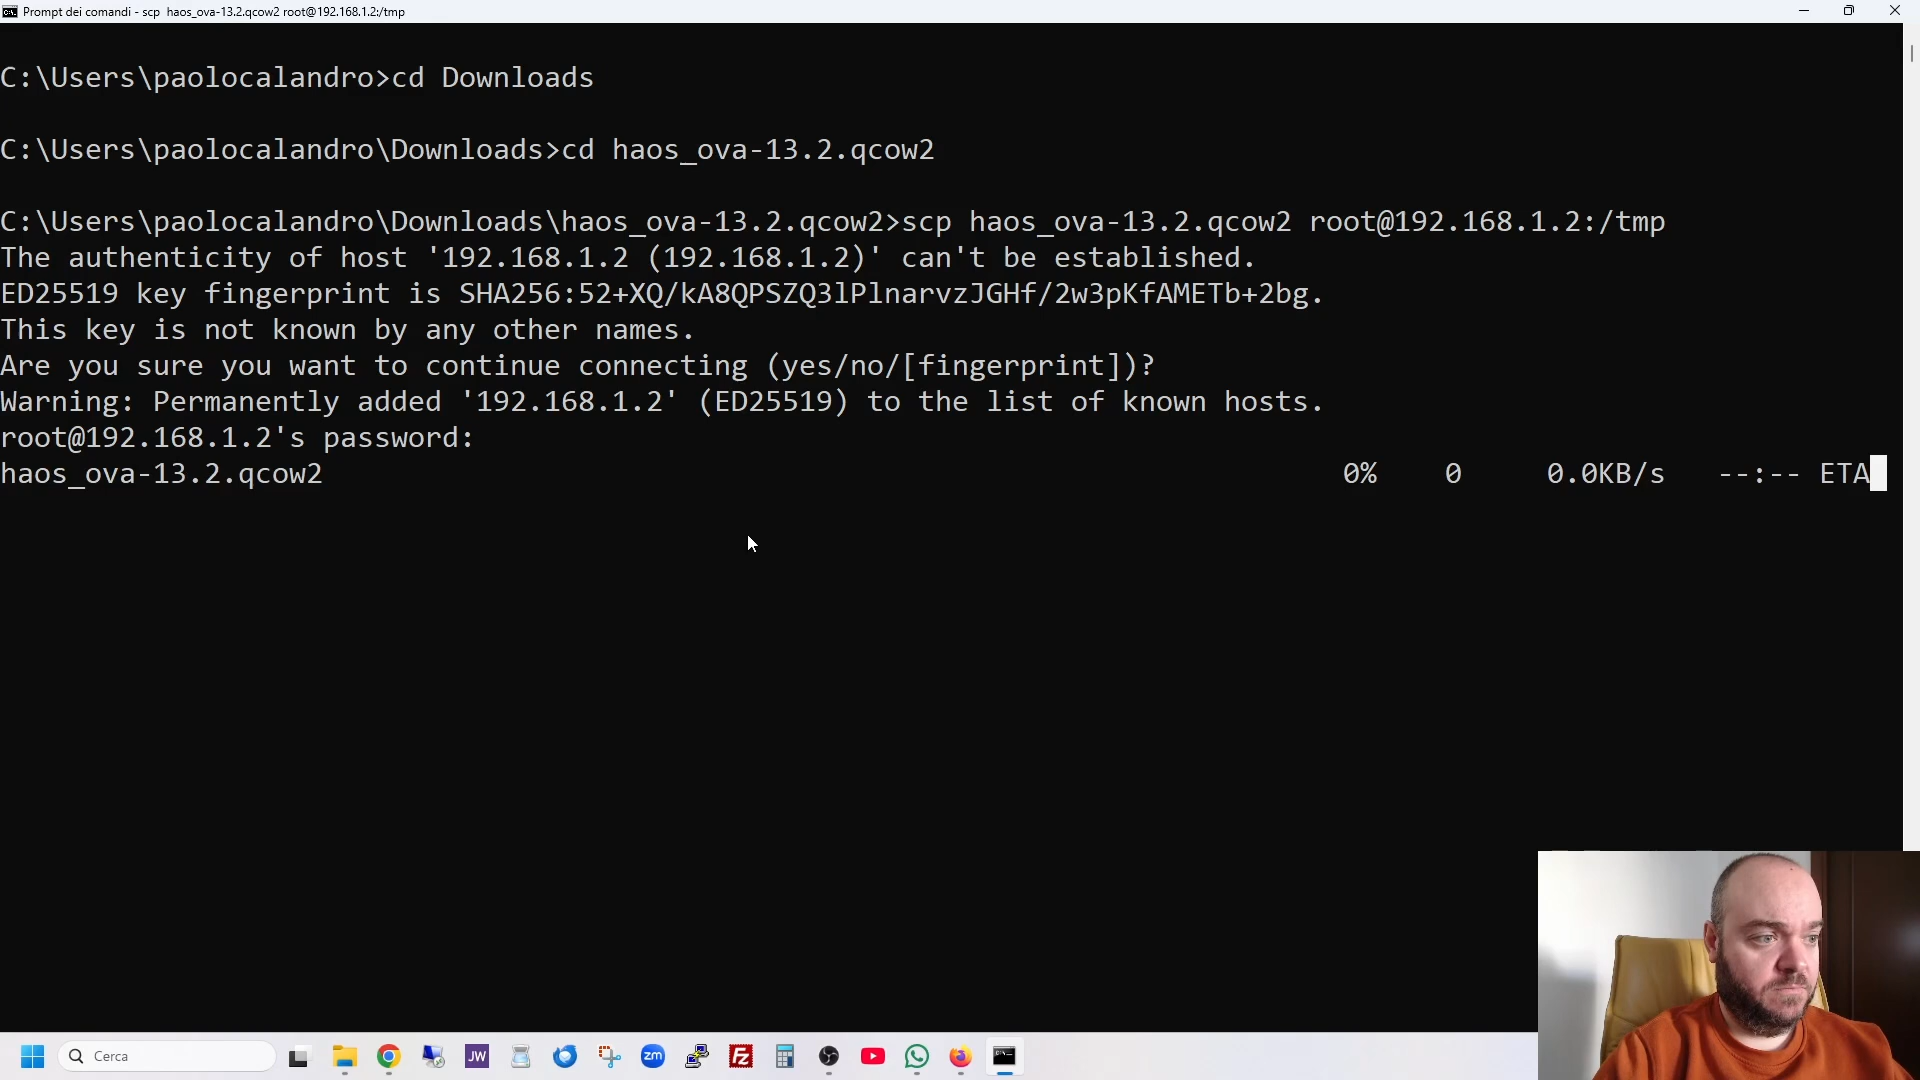 Prompt dei comandi - scp haos_ova-13.2.qcow2 root@192.168.1.2:/tmp
C:\Users\paolocalandro>cd Downloads
C:\Users\paolocalandro\Downloads>cd haos_ova-13.2.qcow2
C:\Users\paolocalandro\Downloads\haos_ova-13.2.qcow2>scp haos_ova-13.2.qcow2 root@192.168.1.2:/tmp
The authenticity of host '192.168.1.2 (192.168.1.2)' can't be established.
ED25519 key fingerprint is SHA256:52+XQ/kA8QPSZQ3lPlnarvzJGHf/2w3pKfAMETb+2bg.
This key is not known by any other names.
Are you sure you want to continue connecting (yes/no/[fingerprint])?
Warning: Permanently added '192.168.1.2' (ED25519) to the list of known hosts.
root@192.168.1.2's password:
haos_ova-13.2.qcow2 0% 0 0.0KB/s --:-- ETA
Cerca
JW
zm
FZ